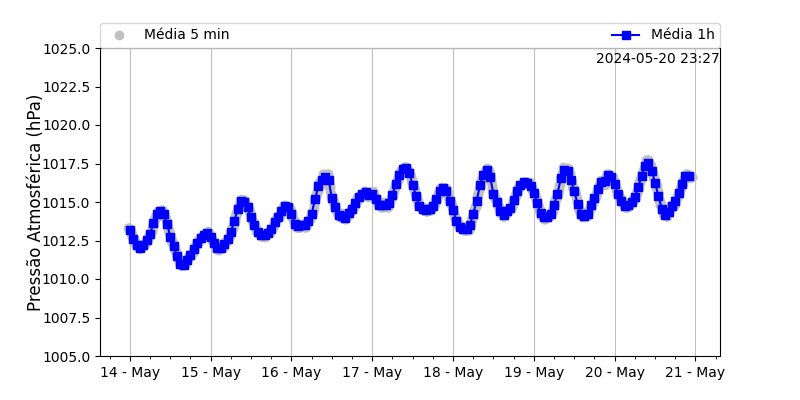 Média 5 min
Média 1h
2024-05-20 23:27
Pressão Atmosférica (hPa)
1025.0
1022.5
1020.0
1017.5
1015.0
1012.5
1010.0
1007.5
1005.0
14 - May 15 - May 16 - May 17 - May 18 - May 19 - May 20 - May 21 - May